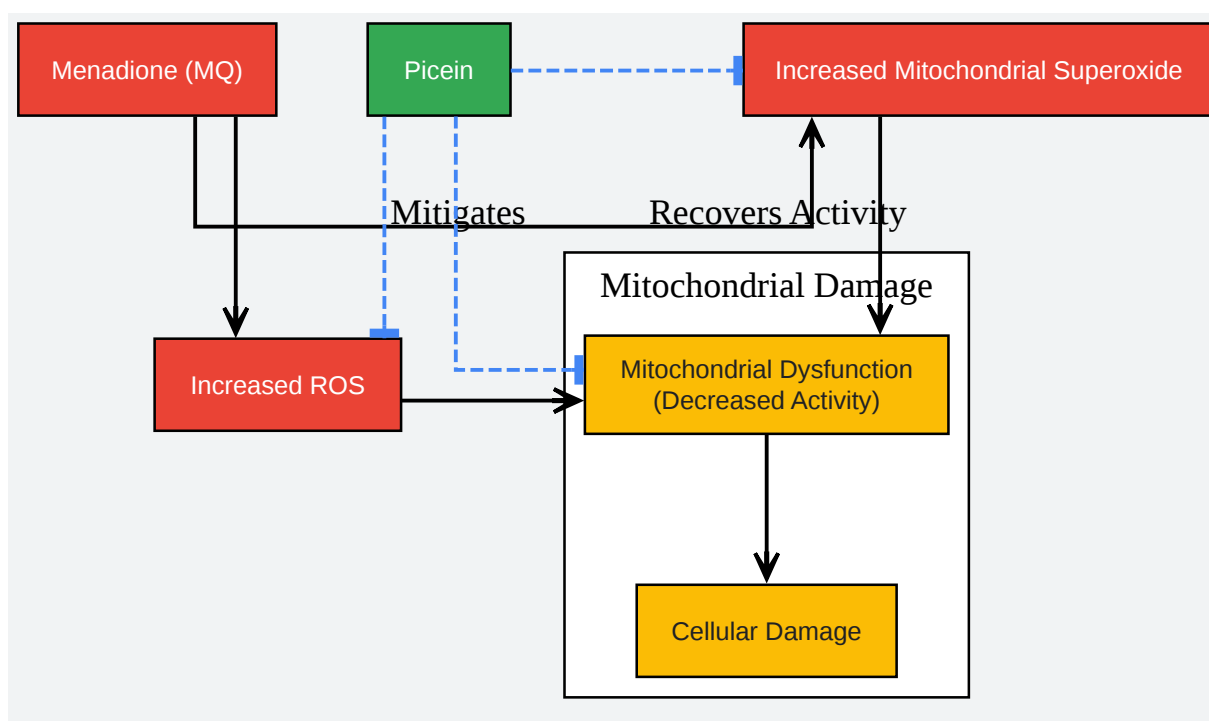 Menadione (MQ)
Picein
Increased Mitochondrial Superoxide
Mitigates
Recovers Activity
Mitochondrial Damage
Increased ROS
Mitochondrial Dysfunction
(Decreased Activity)
Cellular Damage